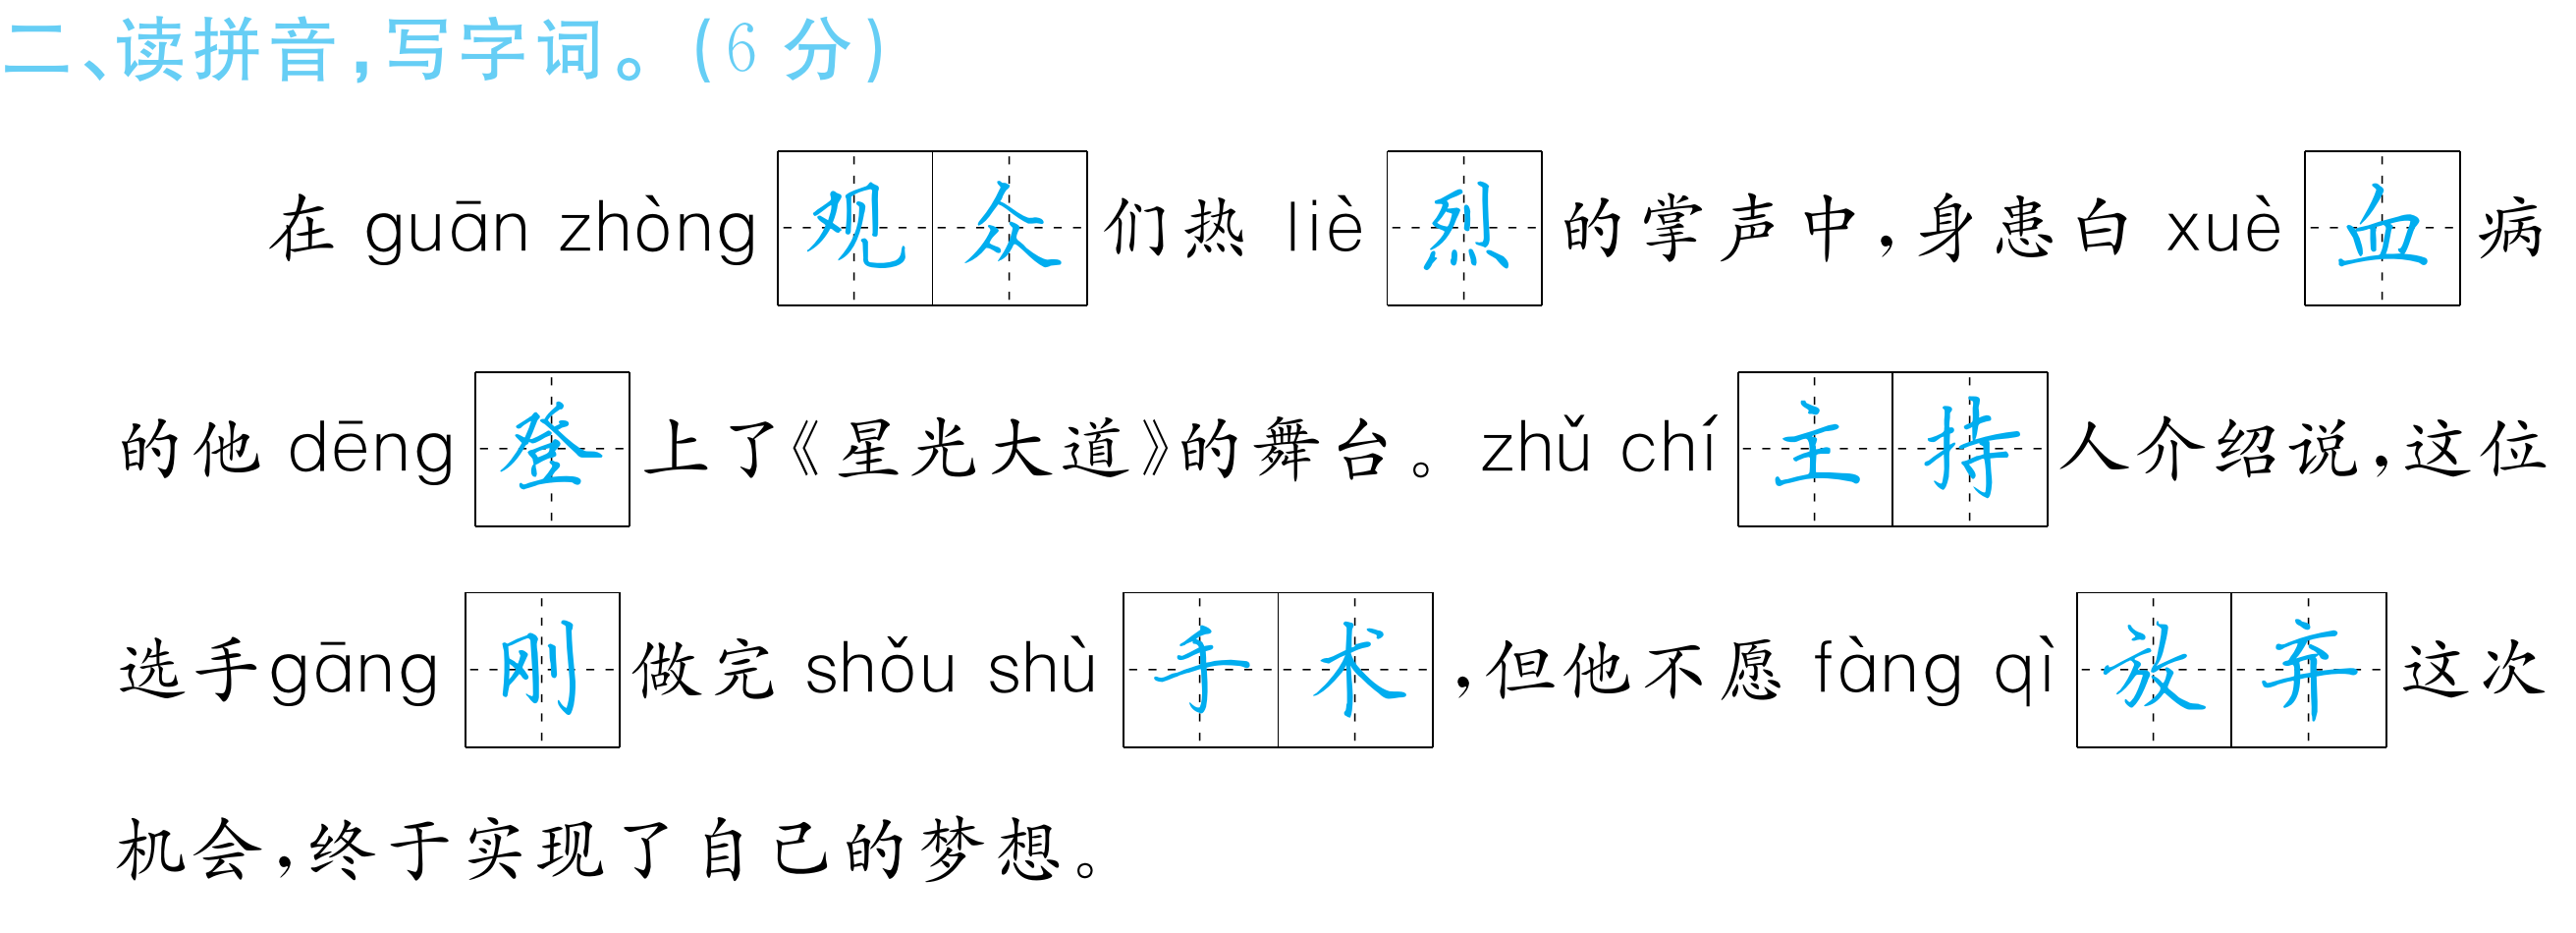 二、读拼音,写字词。(6 分)
在 guān zhòng 观众 们热 liè 烈 的掌声中,身患白 xuè 血 病
的他 dēng 登 上了《星光大道》的舞台。zhǔ chí 主持 人介绍说,这位
选手 gāng 刚 做完 shǒu shù 手术 ,但他不愿 fàng qì 放弃 这次
机会,终于实现了自己的梦想。